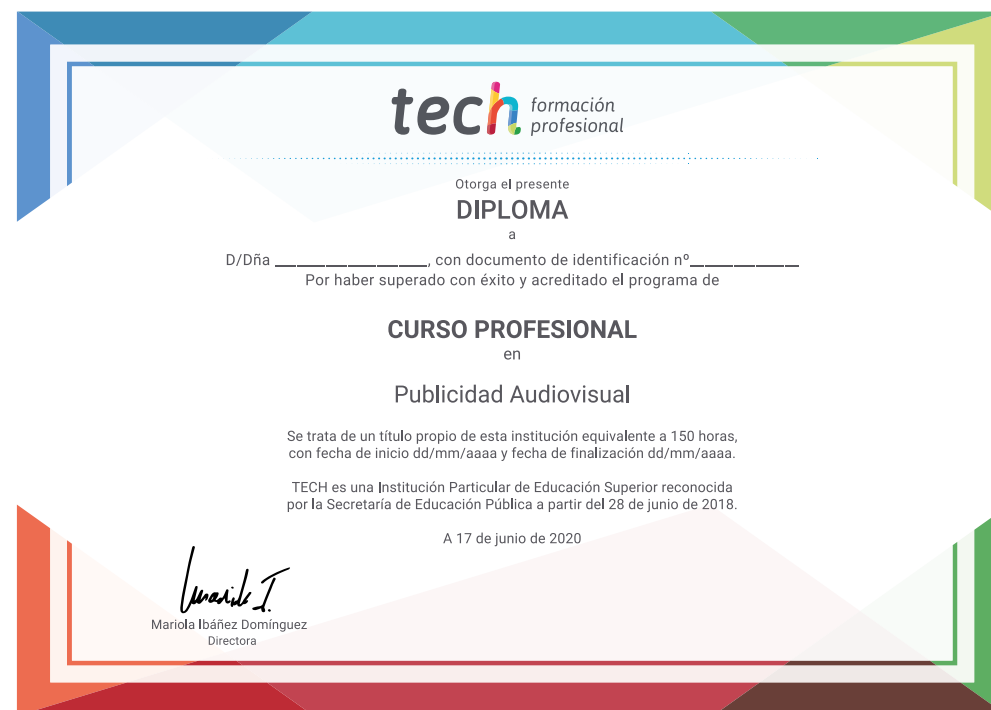 tech formación
profesional
Otorga el presente
DIPLOMA
a
D/Dña ____________________, con documento de identificación nº______________
Por haber superado con éxito y acreditado el programa de
CURSO PROFESIONAL
en
Publicidad Audiovisual
Se trata de un título propio de esta institución equivalente a 150 horas,
con fecha de inicio dd/mm/aaaa y fecha de finalización dd/mm/aaaa.
TECH es una Institución Particular de Educación Superior reconocida
por la Secretaría de Educación Pública a partir del 28 de junio de 2018.
A 17 de junio de 2020
Mariola Ibáñez Domínguez
Directora